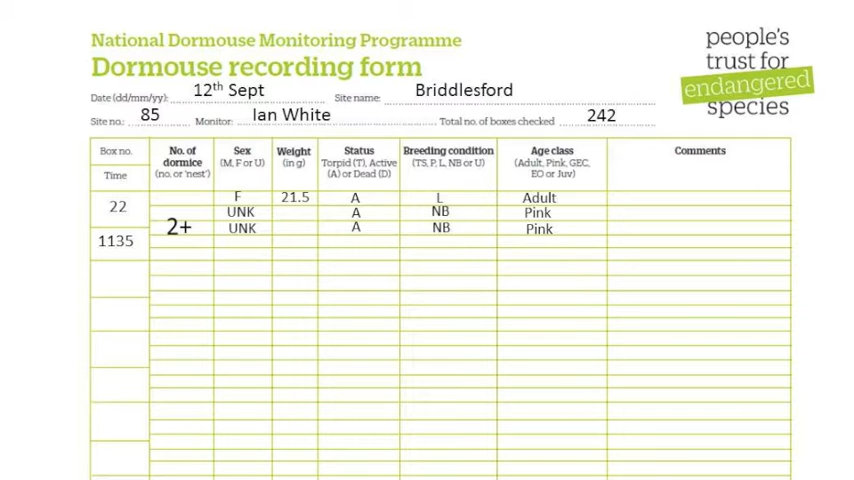 National Dormouse Monitoring Programme
Dormouse recording form
people's
trust for
endangered
species
Date (dd/mm/yy): 12th Sept Site name: Briddlesford
Site no.: 85 Monitor: Ian White Total no. of boxes checked 242
Box no. No. of Sex Weight Status Breeding condition Age class Comments
dormice (M, F or U) (in g) Torpid (T), Active (TS, P, L, NB or U) (Adult, Pink, GEC,
Time (no. or 'nest') (A) or Dead (D) EO or Juv)
F 21.5 A L Adult
22 UNK A NB Pink
2+ UNK A NB Pink
1135